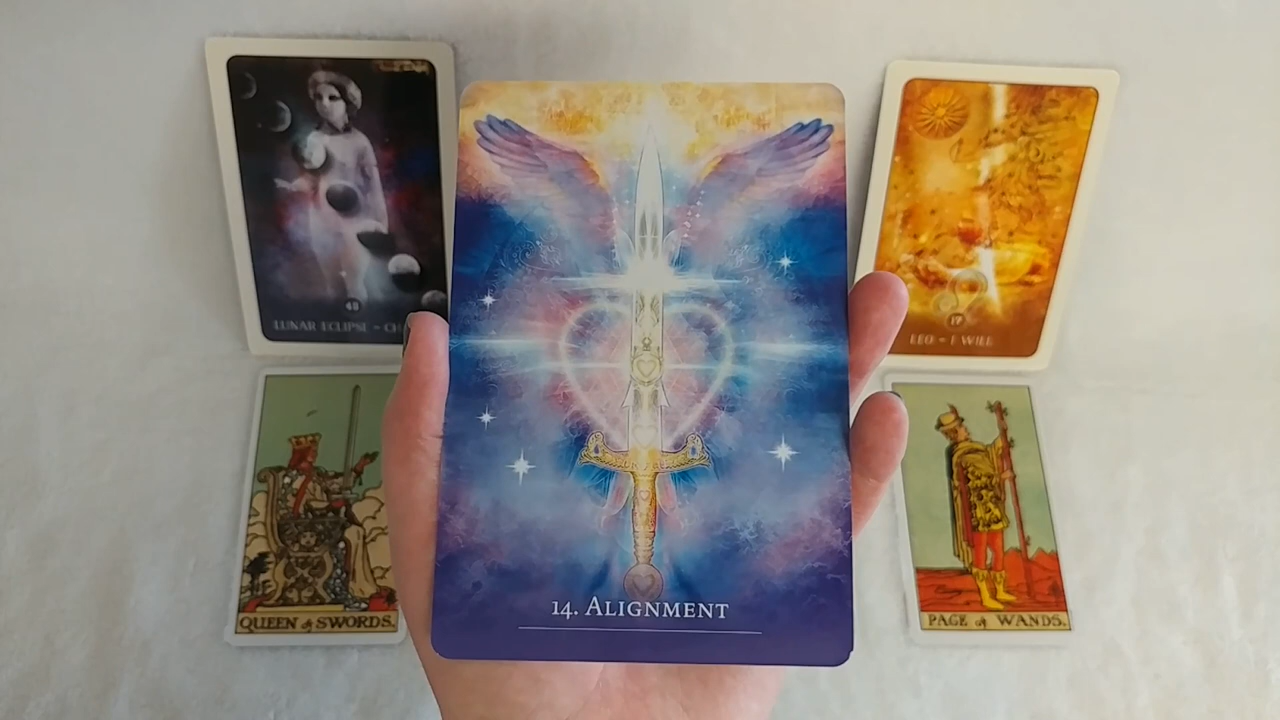 48
LUNAR ECLIPSE - CH
14. ALIGNMENT
17
LEO - I WILL
QUEEN of SWORDS.
PAGE of WANDS.